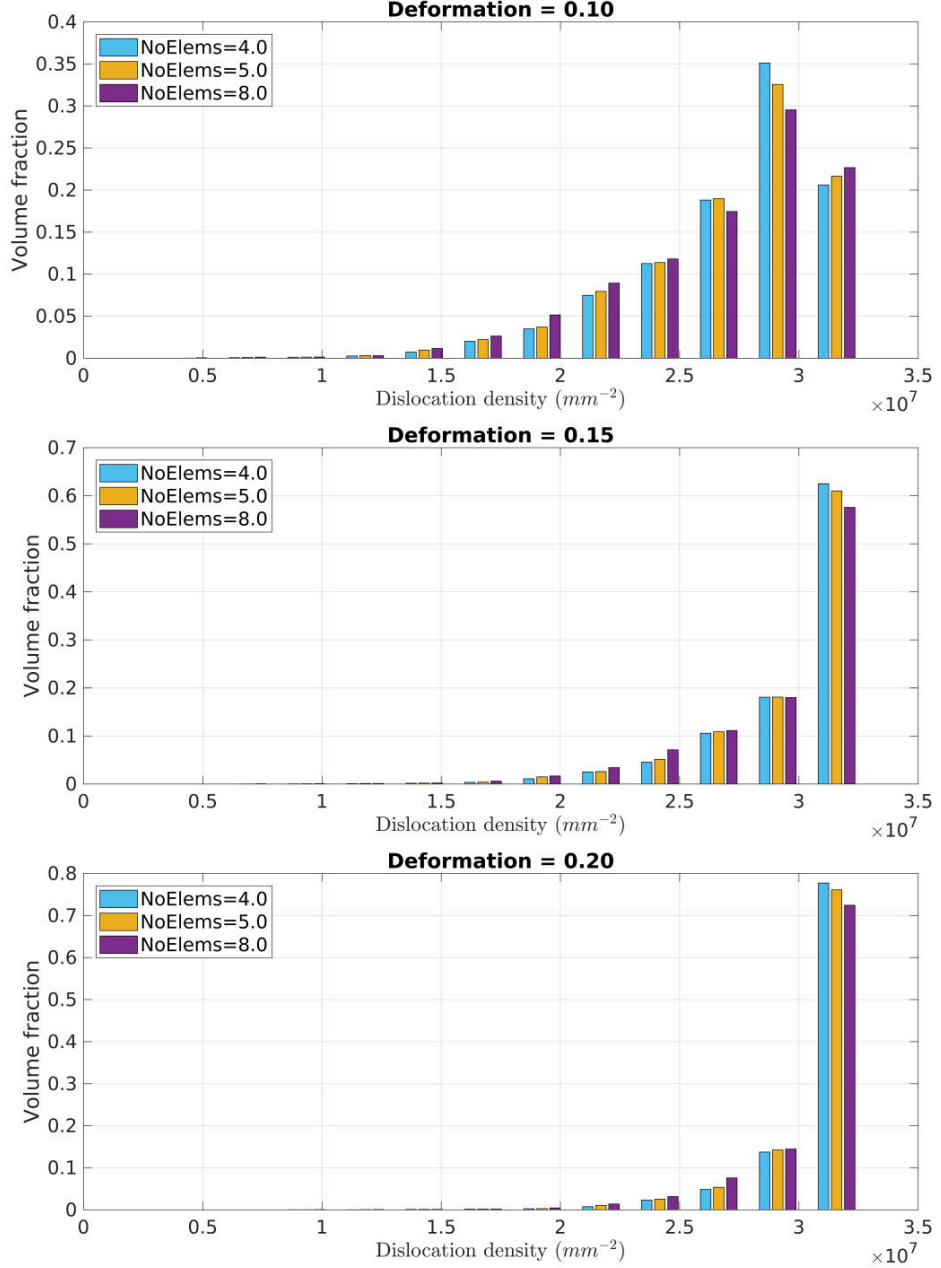 Deformation = 0.10
0.4
0.35
0.3
0.25
0.2
0.15
0.1
0.05
0
Volume fraction
NoElems=4.0
NoElems=5.0
NoElems=8.0
0 0.5 1 1.5 2 2.5 3 3.5
Dislocation density (mm⁻²)
×10⁷
Deformation = 0.15
0.7
0.6
0.5
0.4
0.3
0.2
0.1
0
Volume fraction
NoElems=4.0
NoElems=5.0
NoElems=8.0
0 0.5 1 1.5 2 2.5 3 3.5
Dislocation density (mm⁻²)
×10⁷
Deformation = 0.20
0.8
0.7
0.6
0.5
0.4
0.3
0.2
0.1
0
Volume fraction
NoElems=4.0
NoElems=5.0
NoElems=8.0
0 0.5 1 1.5 2 2.5 3 3.5
Dislocation density (mm⁻²)
×10⁷